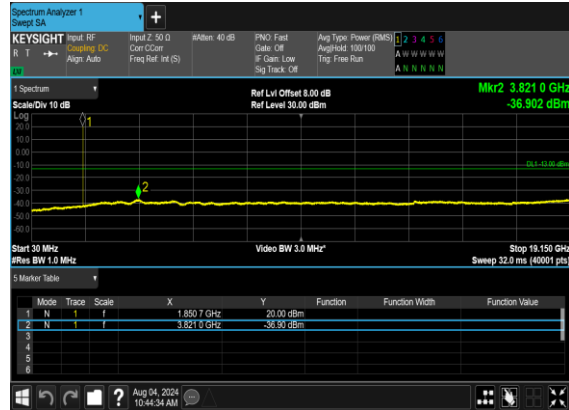 Spectrum Analyzer 1
Swept SA
+
KEYSIGHT Input: RF Input Z: 50 Ω #Atten: 40 dB PNO: Fast Avg Type: Power (RMS) 1 2 3 4 5 6
R T Coupling: DC Corr CCorr Gate: Off Avg|Hold: 100/100 A W W W W W
Align: Auto Freq Ref: Int (S) IF Gain: Low Trig: Free Run
Sig Track: Off A N N N N N
1 Spectrum Ref Lvl Offset 8.00 dB Mkr2 3.821 0 GHz
Scale/Div 10 dB Ref Level 30.00 dBm -36.902 dBm
Log
20.0
10.0
0.00
-10.0
-20.0
-30.0
-40.0
-50.0
-60.0
1
2
DL1 -13.00 dBm
Start 30 MHz Video BW 3.0 MHz* Stop 19.150 GHz
#Res BW 1.0 MHz Sweep 32.0 ms (40001 pts)
5 Marker Table
Mode Trace Scale X Y Function Function Width Function Value
1 N 1 f 1.850 7 GHz 20.00 dBm
2 N 1 f 3.821 0 GHz -36.90 dBm
3
4
5
6
? Aug 04, 2024
10:44:34 AM